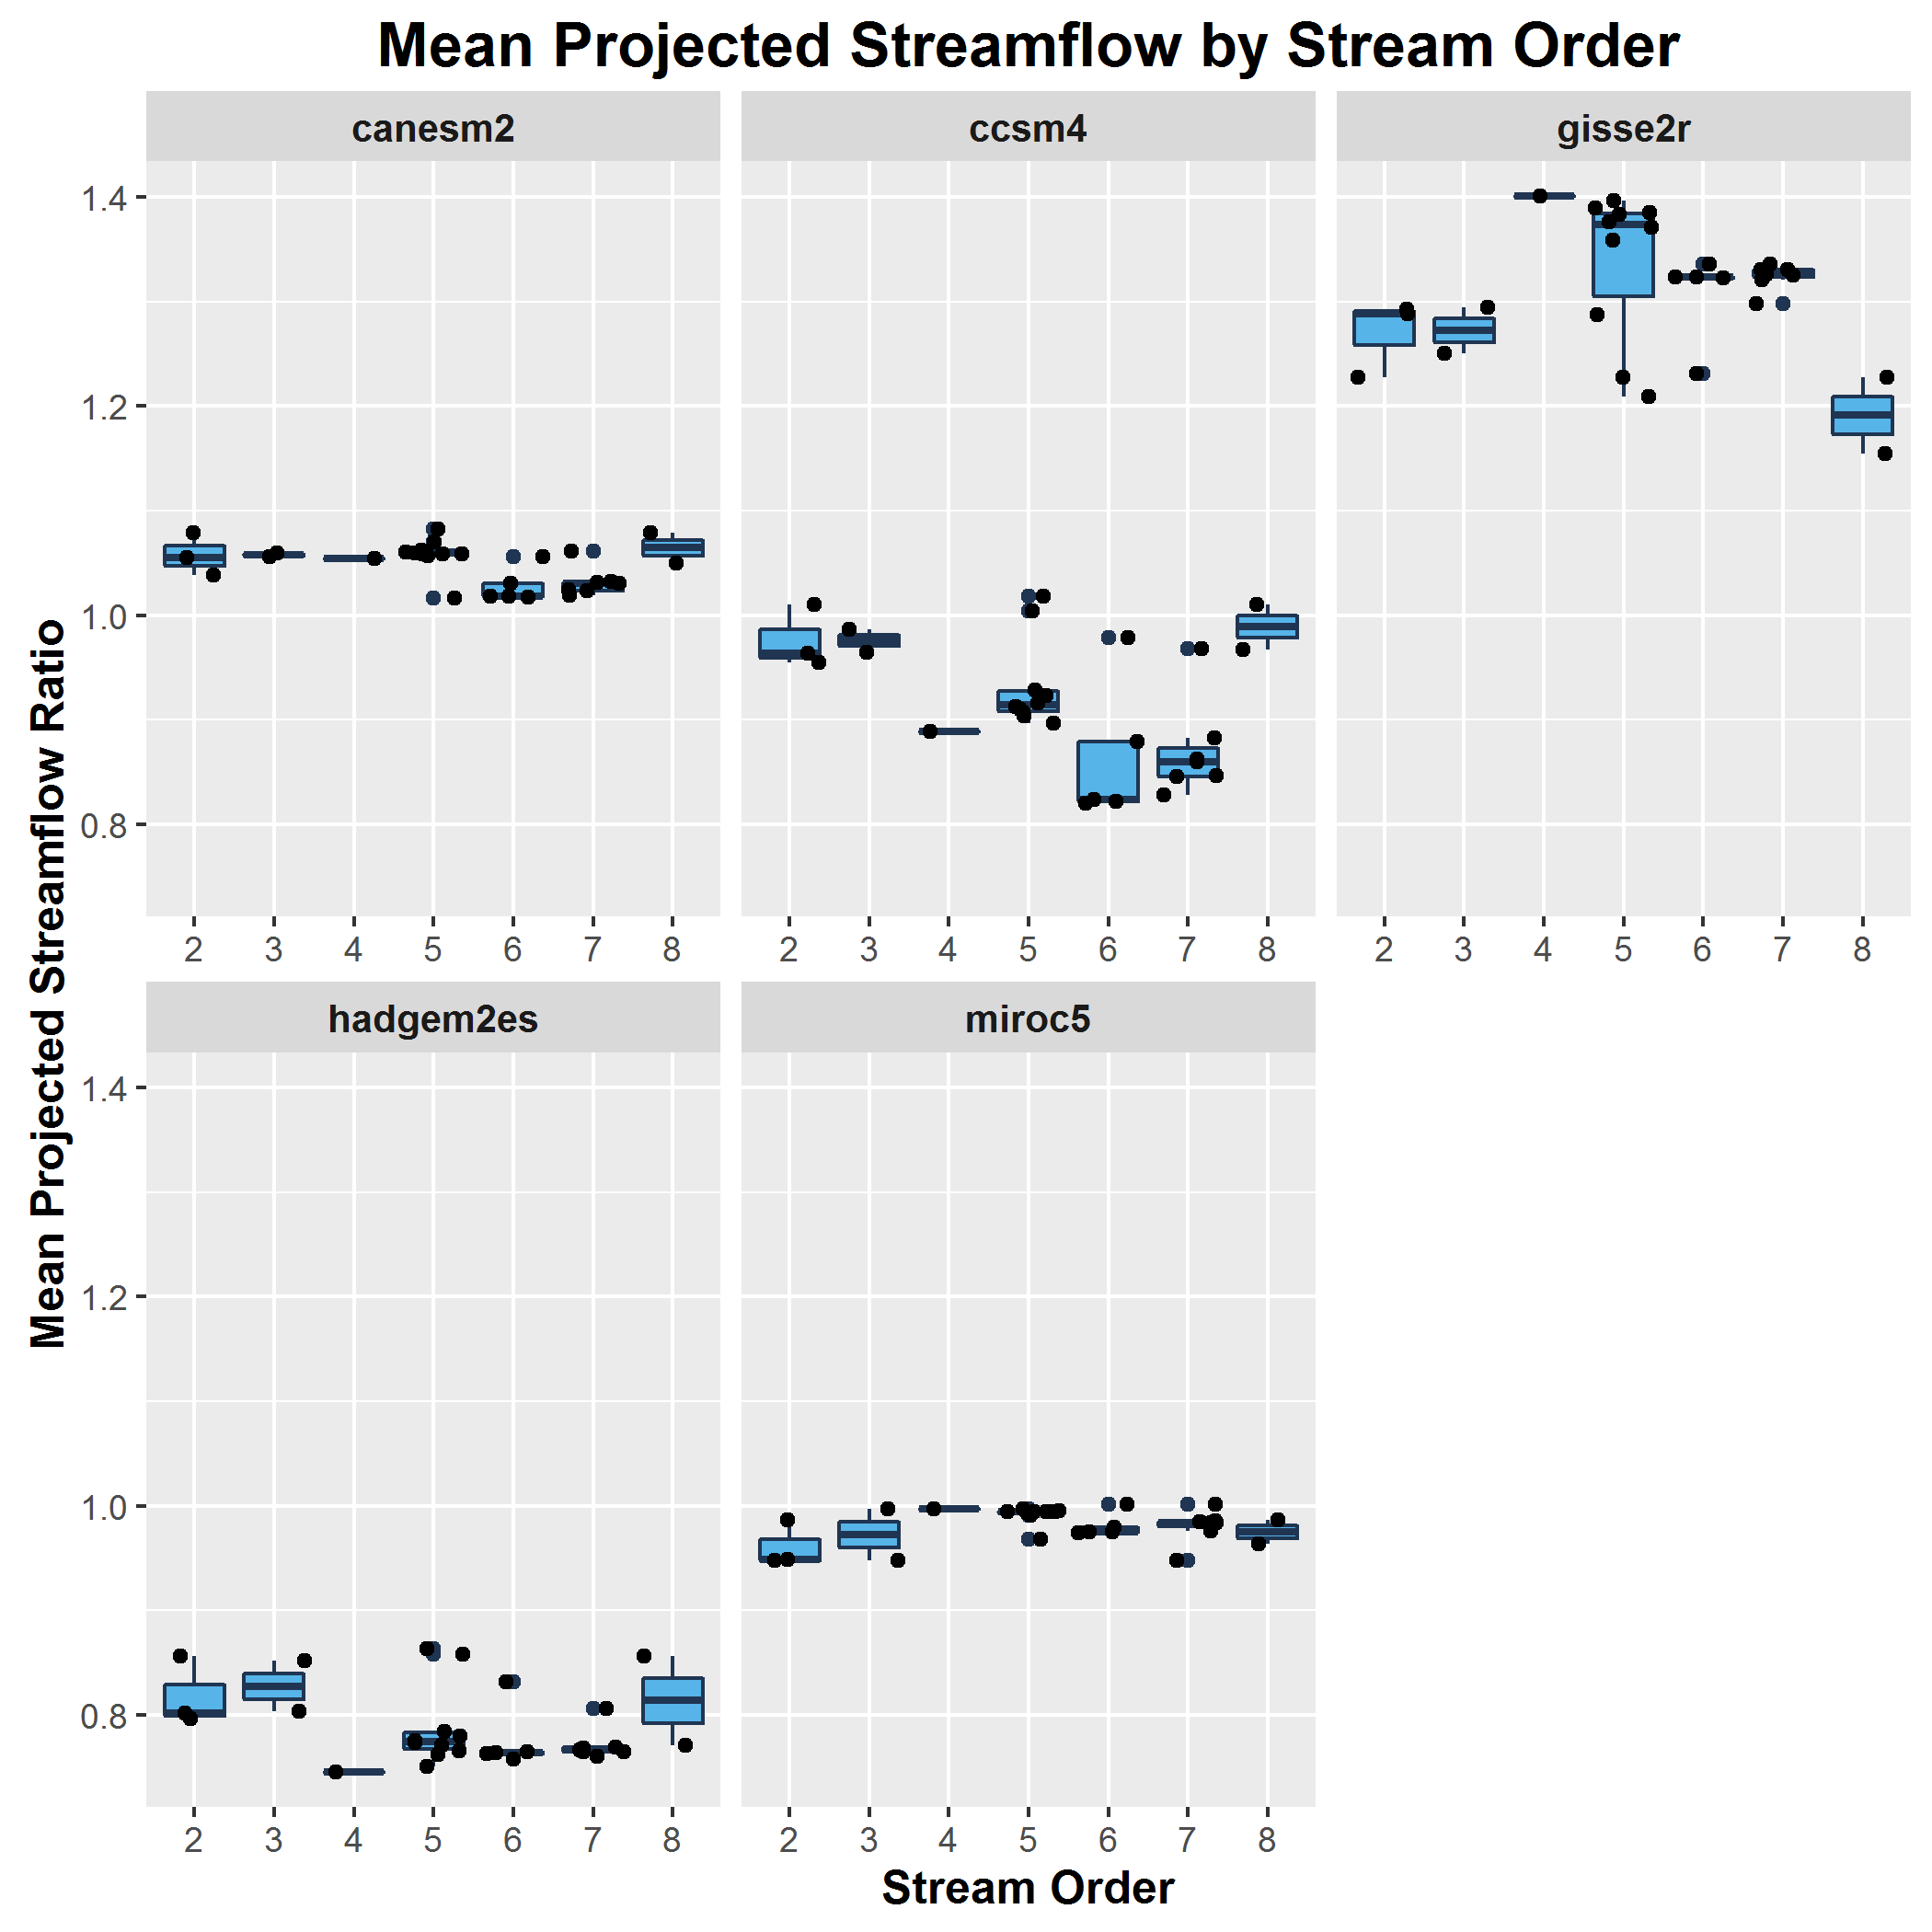 Mean Projected Streamflow by Stream Order
canesm2
ccsm4
gisse2r
1.4
1.2
1.0
0.8
2 3 4 5 6 7 8
2 3 4 5 6 7 8
2 3 4 5 6 7 8
Mean Projected Streamflow Ratio
hadgem2es
miroc5
1.4
1.2
1.0
0.8
2 3 4 5 6 7 8
2 3 4 5 6 7 8
Stream Order